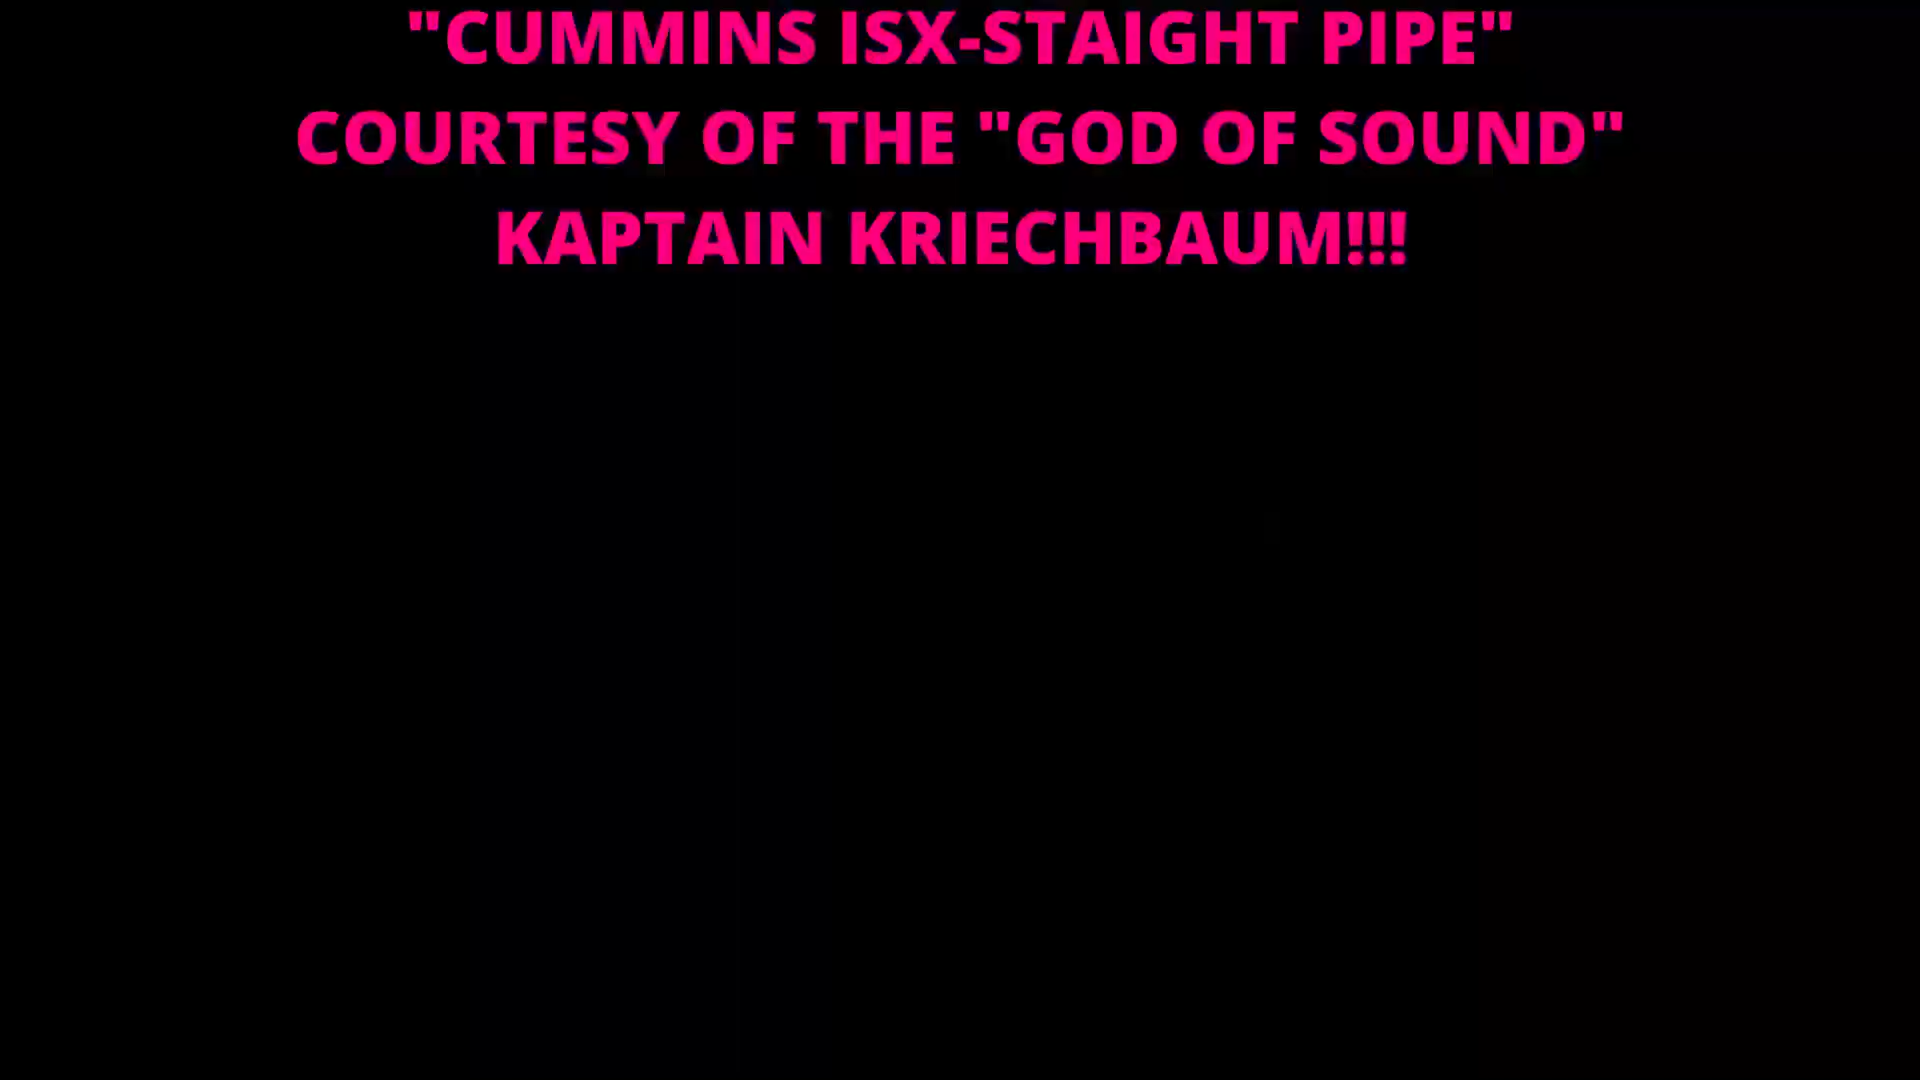 "CUMMINS ISX-STAIGHT PIPE"
COURTESY OF THE "GOD OF SOUND"
KAPTAIN KRIECHBAUM!!!